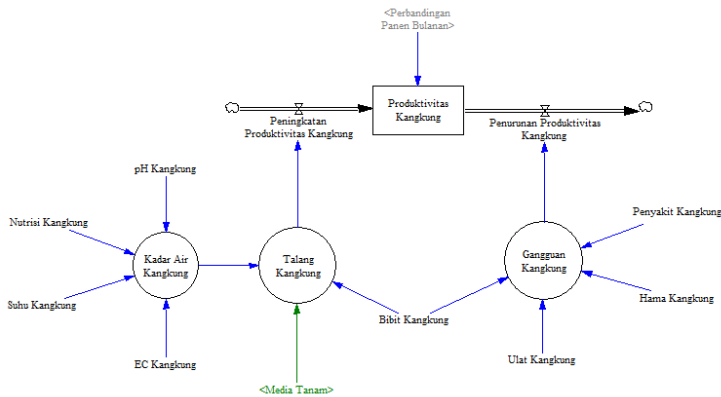 <Perbandingan
Panen Bulanan>
Produktivitas
Kangkung
Peningkatan
Produktivitas Kangkung
Penurunan Produktivitas
Kangkung
pH Kangkung
Nutrisi Kangkung
Kadar Air
Kangkung
Talang
Kangkung
Gangguan
Kangkung
Penyakit Kangkung
Suhu Kangkung
Bibit Kangkung
Hama Kangkung
EC Kangkung
Ulat Kangkung
<Media Tanam>